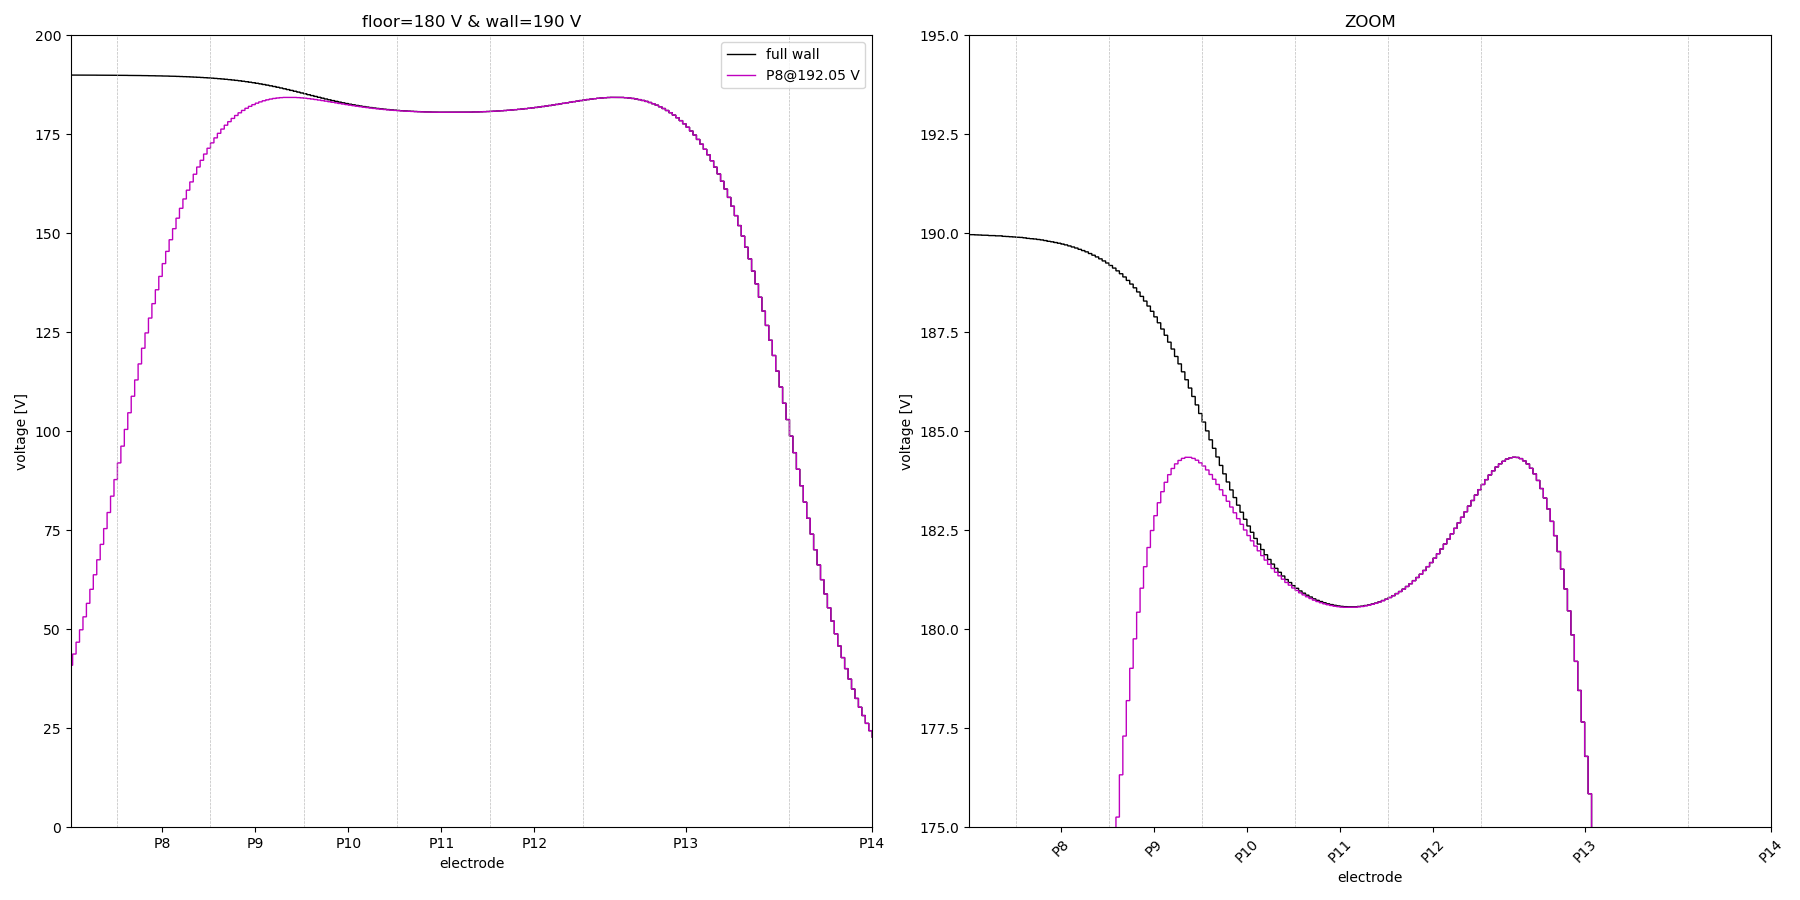 floor=180 V & wall=190 V
full wall
P8@192.05 V
200
175
150
125
100
75
50
25
0
voltage [V]
P8 P9 P10 P11 P12 P13 P14
electrode
ZOOM
195.0
192.5
190.0
187.5
185.0
182.5
180.0
177.5
175.0
voltage [V]
P8 P9 P10 P11 P12 P13 P14
electrode